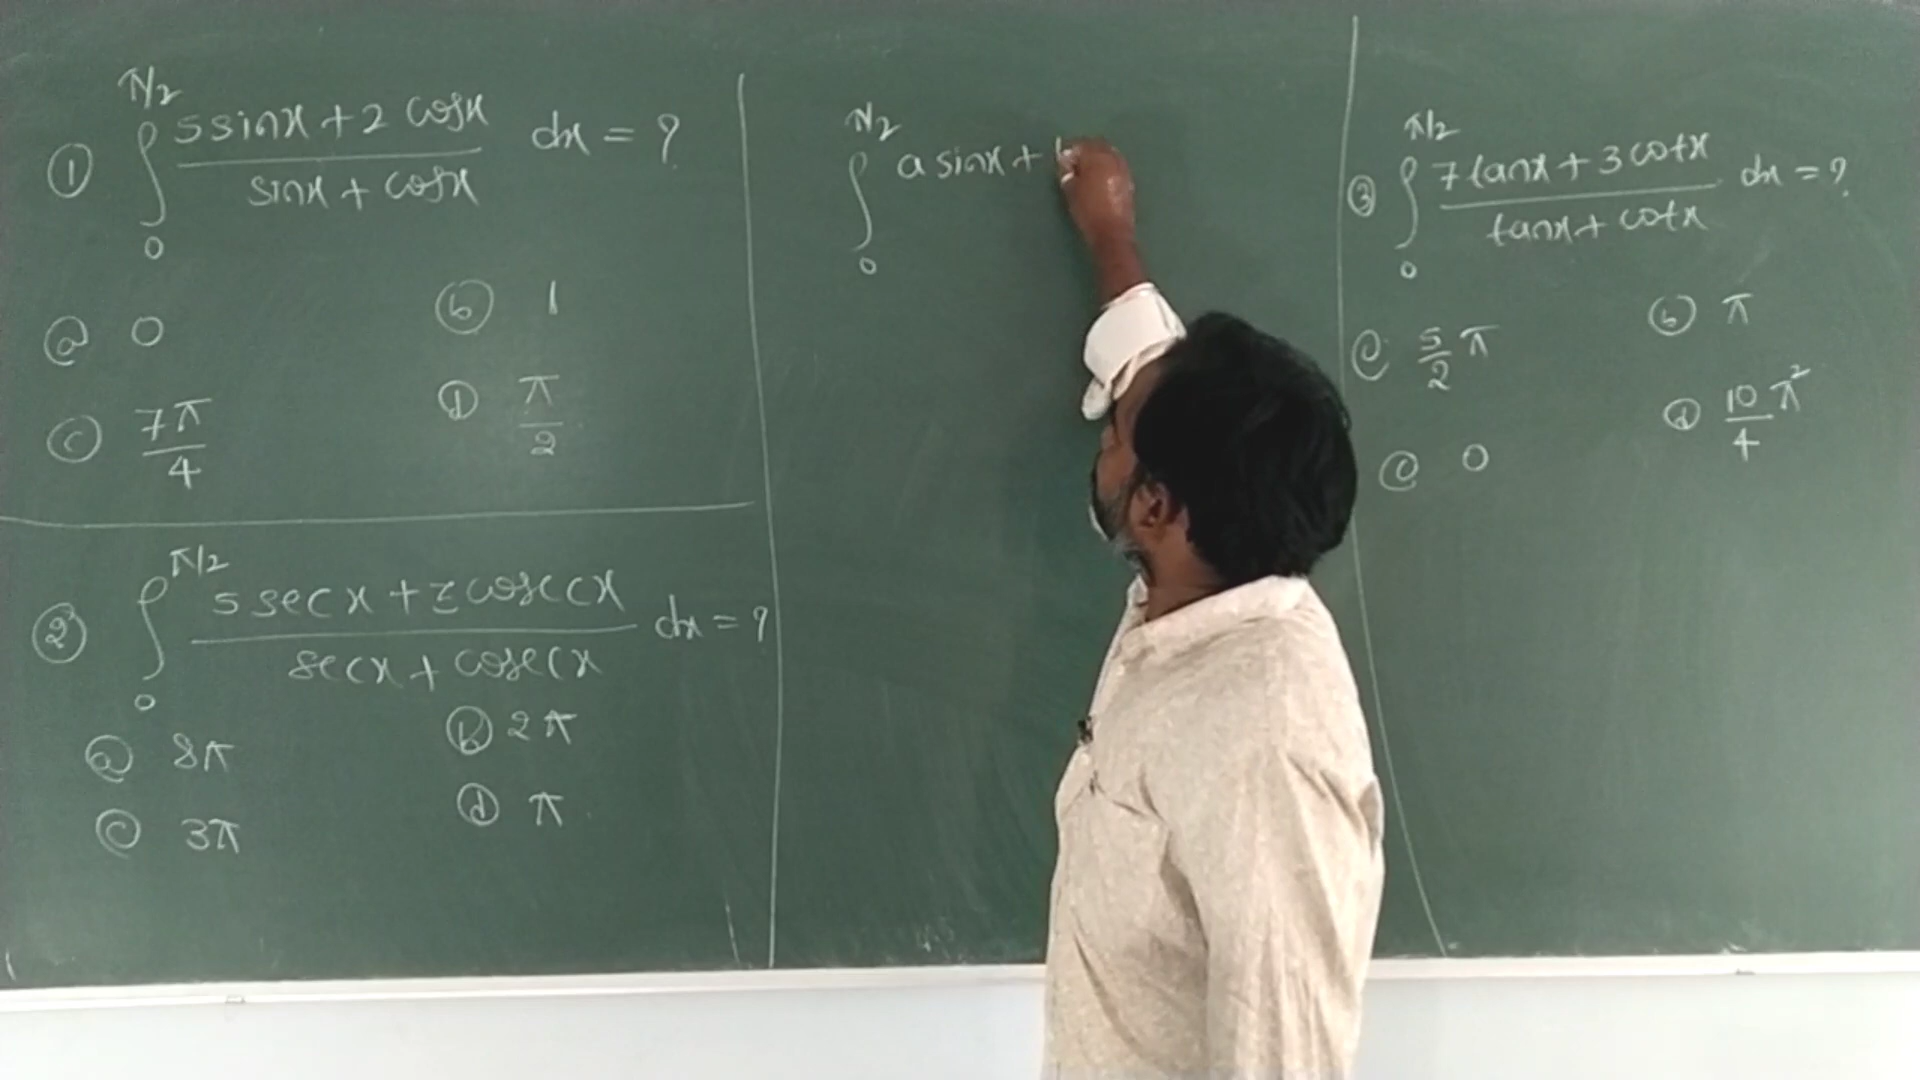 ① ∫₀^π/2 (5sinx + 2cosx)/(sinx + cosx) dx = ?
ⓐ 0 ⓑ 1
ⓒ 7π/4 ⓓ π/2
② ∫₀^π/2 (5secx + 3cosecx)/(secx + cosecx) dx = ?
ⓐ 8π ⓑ 2π
ⓒ 3π ⓓ π
∫₀^π/2 a sinx +
③ ∫₀^π/2 (7tanx + 3cotx)/(tanx + cotx) dx = ?
ⓒ 5/2 π ⓑ π
ⓒ 0 ⓓ 10/4 π²